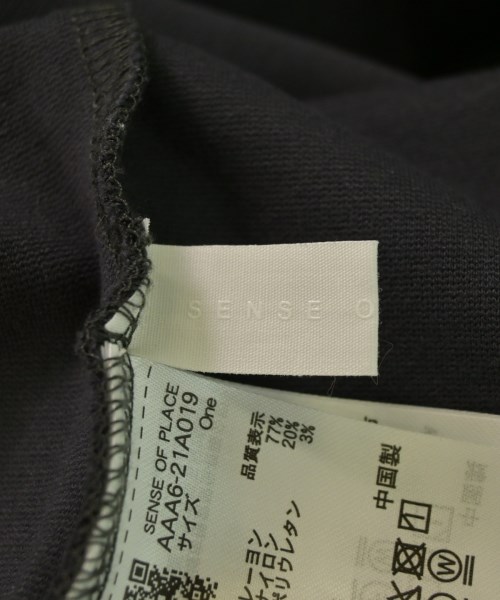 SENSE O
SENSE OF PLACE
AAA6-21A019
サイズ One
品質表示
77%
20%
3%
レーヨン
ナイロン
ポリウレタン
中国製